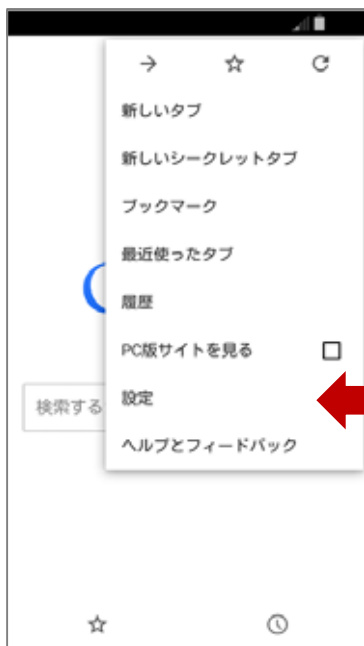 新しいタブ
新しいシークレットタブ
ブックマーク
最近使ったタブ
履歴
PC版サイトを見る
設定
検索する
ヘルプとフィードバック